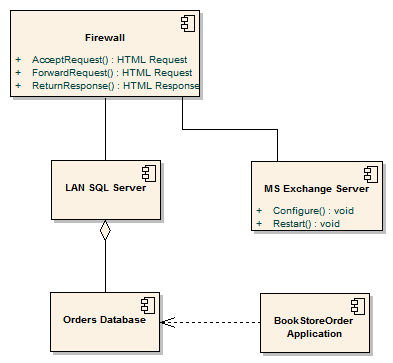 Firewall
+ AcceptRequest() : HTML Request
+ ForwardRequest() : HTML Request
+ ReturnResponse() : HTML Response
LAN SQL Server
MS Exchange Server
+ Configure() : void
+ Restart() : void
Orders Database
BookStoreOrder
Application